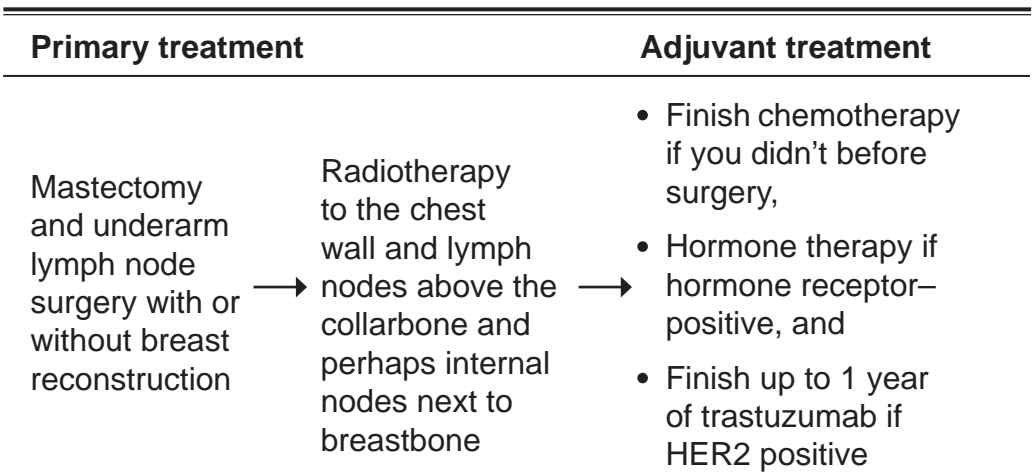 Primary treatment
Adjuvant treatment
Mastectomy
and underarm
lymph node
surgery with or
without breast
reconstruction
Radiotherapy
to the chest
wall and lymph
nodes above the
collarbone and
perhaps internal
nodes next to
breastbone
• Finish chemotherapy
if you didn’t before
surgery,
• Hormone therapy if
hormone receptor–
positive, and
• Finish up to 1 year
of trastuzumab if
HER2 positive